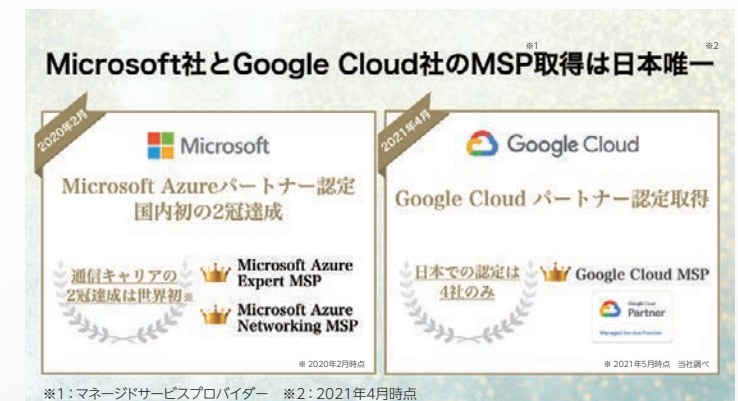 Microsoft社とGoogle Cloud社のMSP※1取得は日本唯一※2
2020年2月
Microsoft
Microsoft Azureパートナー認定
国内初の2冠達成
通信キャリアの
2冠達成は世界初※
Microsoft Azure
Expert MSP
Microsoft Azure
Networking MSP
※ 2020年2月時点
2021年4月
Google Cloud
Google Cloud パートナー認定取得
日本での認定は
4社のみ
Google Cloud MSP
Google Cloud
Partner
Managed Service Provider
※ 2021年5月時点　当社調べ
※1：マネージドサービスプロバイダー　※2：2021年4月時点